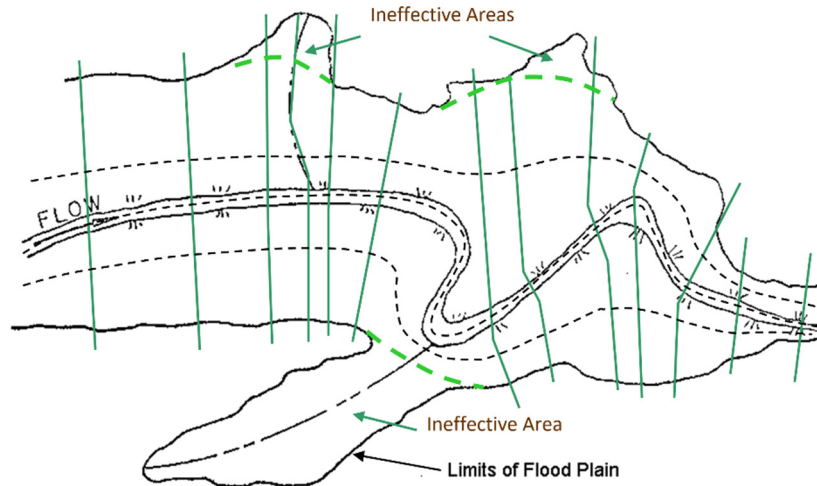 Ineffective Areas
FLOW
Ineffective Area
Limits of Flood Plain